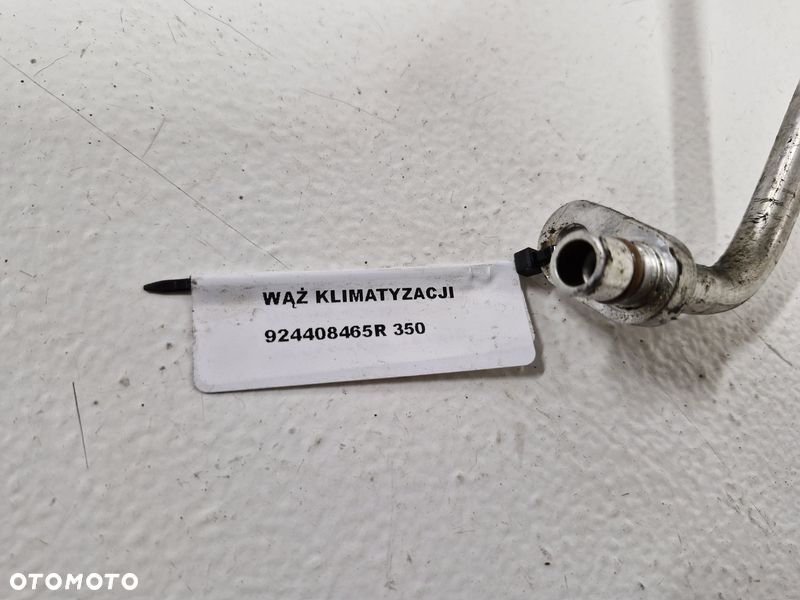 WĄŻ KLIMATYZACJI
924408465R 350
OTOMOTO